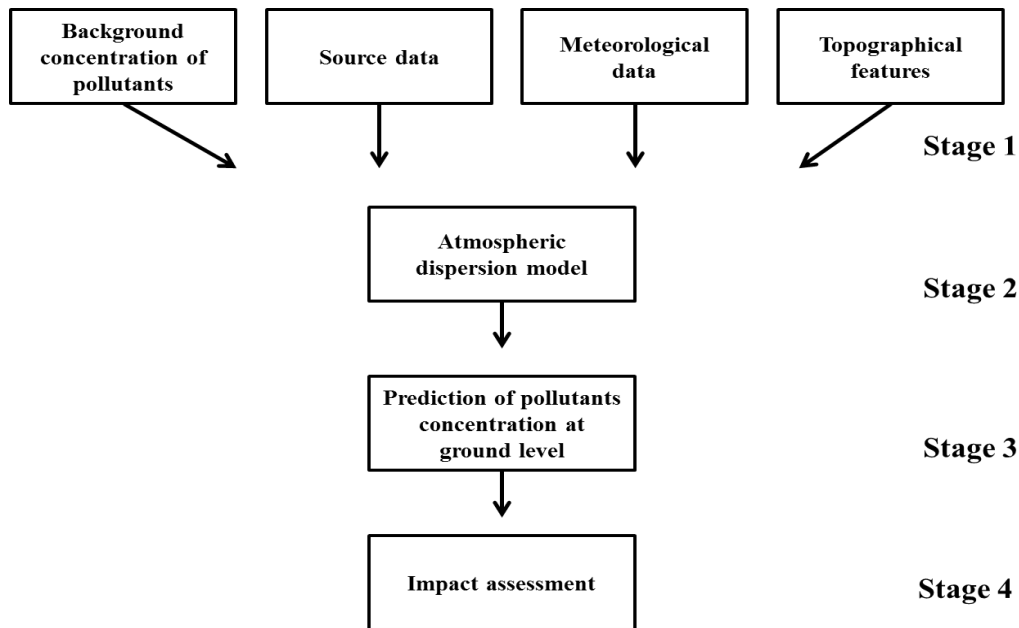 Background
concentration of
pollutants
Source data
Meteorological
data
Topographical
features
Stage 1
Atmospheric
dispersion model
Stage 2
Prediction of pollutants
concentration at
ground level
Stage 3
Impact assessment
Stage 4